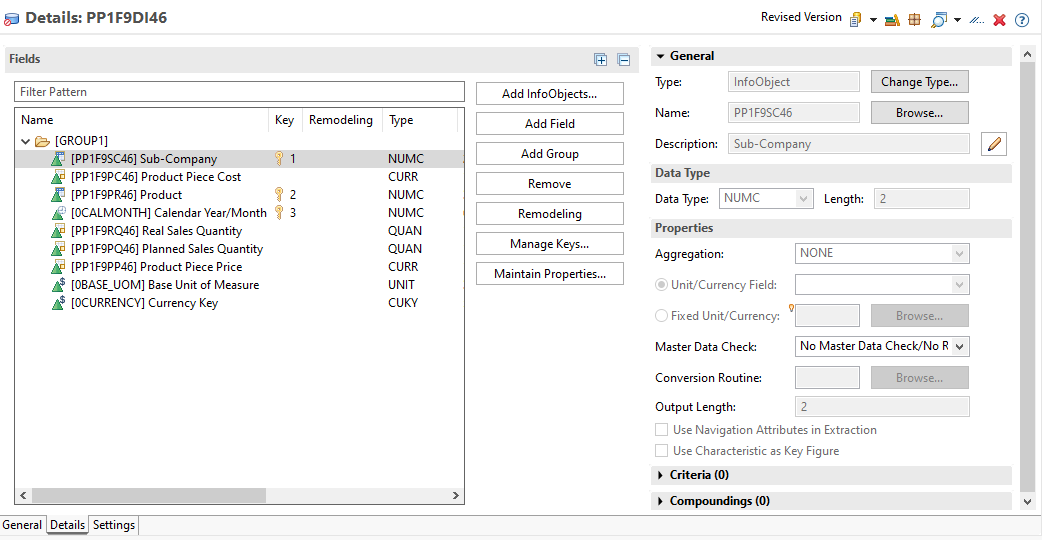 Details: PP1F9DI46
Revised Version
Fields
Filter Pattern
Name Key Remodeling Type
[GROUP1]
[PP1F9SC46] Sub-Company 1 NUMC
[PP1F9PC46] Product Piece Cost CURR
[PP1F9PR46] Product 2 NUMC
[0CALMONTH] Calendar Year/Month 3 NUMC
[PP1F9RQ46] Real Sales Quantity QUAN
[PP1F9PQ46] Planned Sales Quantity QUAN
[PP1F9PP46] Product Piece Price CURR
[0BASE_UOM] Base Unit of Measure UNIT
[0CURRENCY] Currency Key CUKY
Add InfoObjects...
Add Field
Add Group
Remove
Remodeling
Manage Keys...
Maintain Properties...
General
Type: InfoObject Change Type...
Name: PP1F9SC46 Browse...
Description: Sub-Company
Data Type
Data Type: NUMC Length: 2
Properties
Aggregation: NONE
Unit/Currency Field:
Fixed Unit/Currency: Browse...
Master Data Check: No Master Data Check/No R
Conversion Routine: Browse...
Output Length: 2
Use Navigation Attributes in Extraction
Use Characteristic as Key Figure
Criteria (0)
Compoundings (0)
General Details Settings